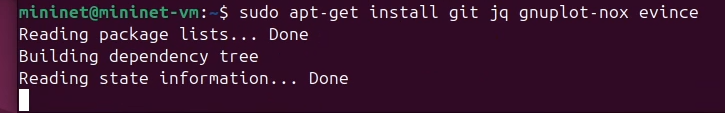 mininet@mininet-vm:~$ sudo apt-get install git jq gnuplot-nox evince
Reading package lists... Done
Building dependency tree
Reading state information... Done